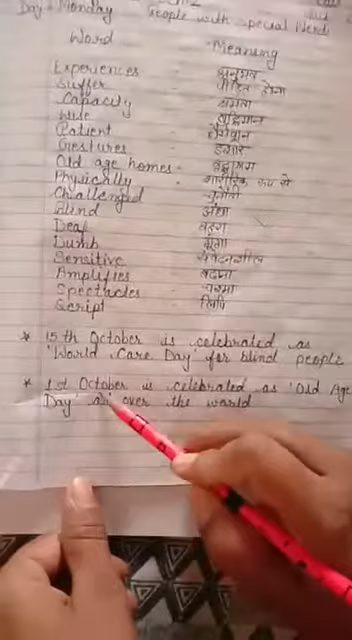 Day - Monday People with Special Need
Word Meaning
Experiences - अनुभव
Suffer - पीड़ित होना
Capacity - क्षमता
Wise - बुद्धिमान
Patient - धैर्यवान
Gestures - इशारे
Old age homes - वृद्धाश्रम
Physically - शारीरिक रूप से
Challenged - चुनौती
Blind - अंधा
Deaf - बहरा
Dumb - गूंगा
Sensitive - संवेदनशील
Amplifies - बढ़ाना
Spectacles - चश्मा
Script - लिपि
* 15th October is celebrated as
'World Care Day' for blind people
* 1st October is celebrated as 'Old Age
Day' all over the world